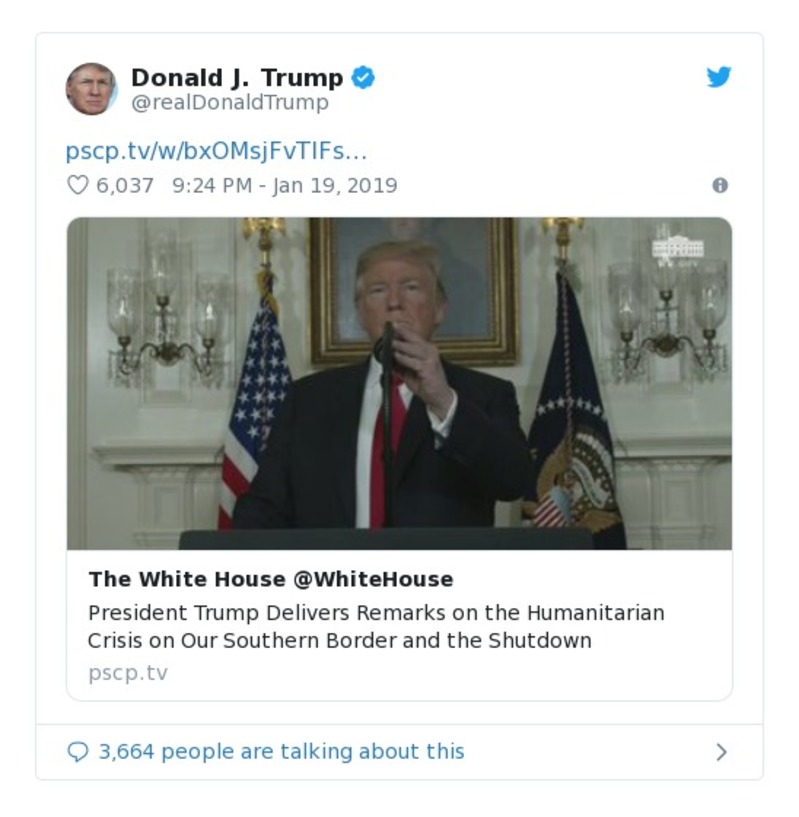 Donald J. Trump
@realDonaldTrump
pscp.tv/w/bxOMsjFvTIFs…
6,037 9:24 PM - Jan 19, 2019
The White House @WhiteHouse
President Trump Delivers Remarks on the Humanitarian
Crisis on Our Southern Border and the Shutdown
pscp.tv
3,664 people are talking about this